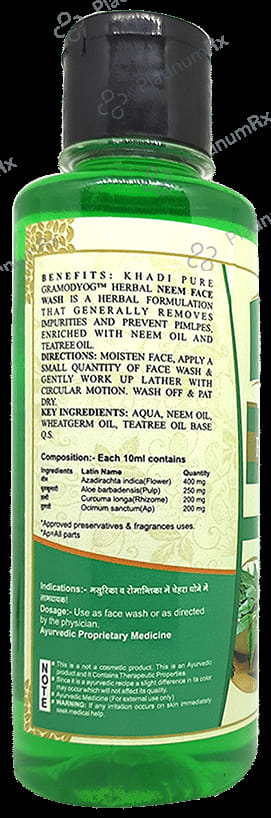 PlatinumRx
BENEFITS: KHADI PURE
GRAMODYOG™ HERBAL NEEM FACE
WASH IS A HERBAL FORMULATION
THAT GENERALLY REMOVES
IMPURITIES AND PREVENT PIMLPES.
ENRICHED WITH NEEM OIL AND
TEATREE OIL.
DIRECTIONS: MOISTEN FACE, APPLY A
SMALL QUANTITY OF FACE WASH &
GENTLY WORK UP LATHER WITH
CIRCULAR MOTION. WASH OFF & PAT
DRY.
KEY INGREDIENTS: AQUA, NEEM OIL,
WHEATGERM OIL, TEATREE OIL BASE
Q.S.
Composition:- Each 10ml contains
Ingredients Latin Name Quantity
नीम Azadirachta indica(Flower) 400 mg
घृतकुमारी Aloe barbadensis(Pulp) 250 mg
हल्दी Curcuma longa(Rhizome) 200 mg
तुलसी Ocimum sanctum(Ap) 200 mg
*Approved preservatives & fragrances uses.
*Ap=All parts
Indications:- मसुरिका व रोमान्तिका में चेहरा धोने में
लाभदायक!
Dosage:- Use as face wash or as directed
by the physician.
Ayurvedic Proprietary Medicine
NOTE
This is a not a cosmetic product. This is an Ayurvedic
product and It Contains Therapeutic Properties.
Since it is a ayurvedic recipe a slight difference in its color
may occur which will not affect its quality.
Ayurvedic Medicine (For external use only)
WARNING: If any irritation occurs on skin immediately
seek medical help.